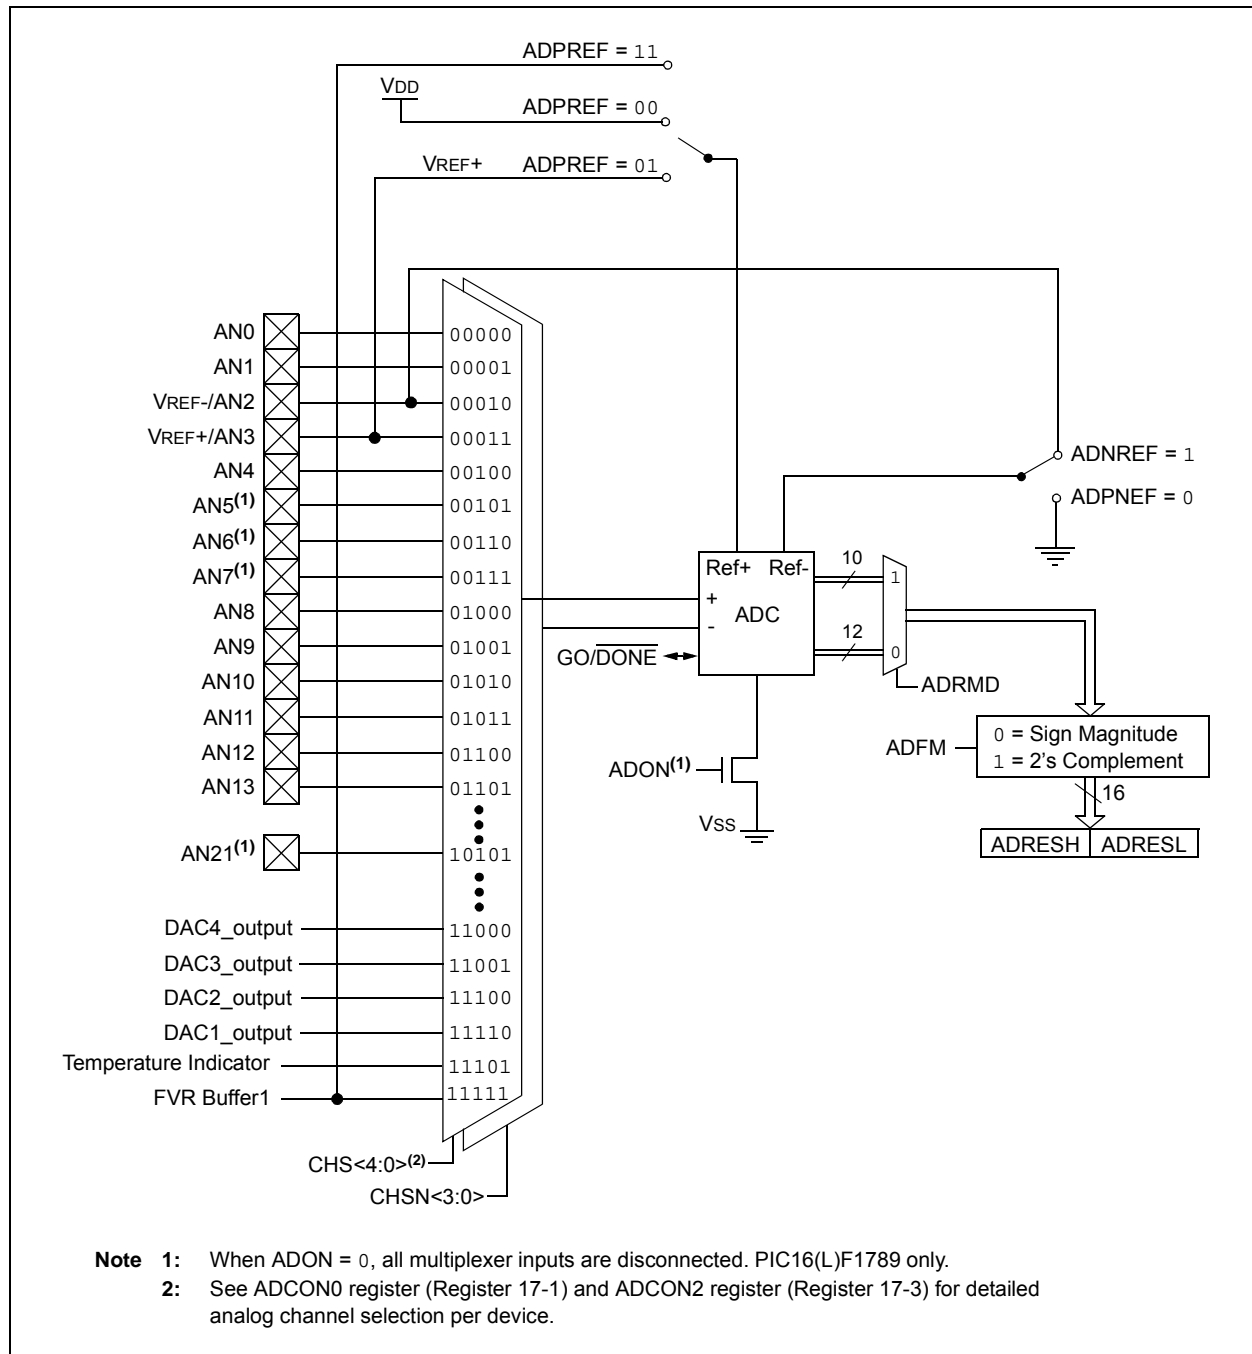 ADPREF = 11
VDD
ADPREF = 00
VREF+ ADPREF = 01
AN0 00000
AN1 00001
VREF-/AN2 00010
VREF+/AN3 00011
AN4 00100
AN5(1) 00101
AN6(1) 00110
AN7(1) 00111
AN8 01000
AN9 01001
AN10 01010
AN11 01011
AN12 01100
AN13 01101
AN21(1) 10101
DAC4_output 11000
DAC3_output 11001
DAC2_output 11100
DAC1_output 11110
Temperature Indicator 11101
FVR Buffer1 11111
CHS<4:0>(2)
CHSN<3:0>
ADNREF = 1
ADPNEF = 0
Ref+ Ref-
+
ADC
-
GO/DONE
10
1
12
0
ADRMD
ADON(1)
VSS
ADFM
0 = Sign Magnitude
1 = 2's Complement
16
ADRESH ADRESL
Note 1: When ADON = 0, all multiplexer inputs are disconnected. PIC16(L)F1789 only.
2: See ADCON0 register (Register 17-1) and ADCON2 register (Register 17-3) for detailed
analog channel selection per device.